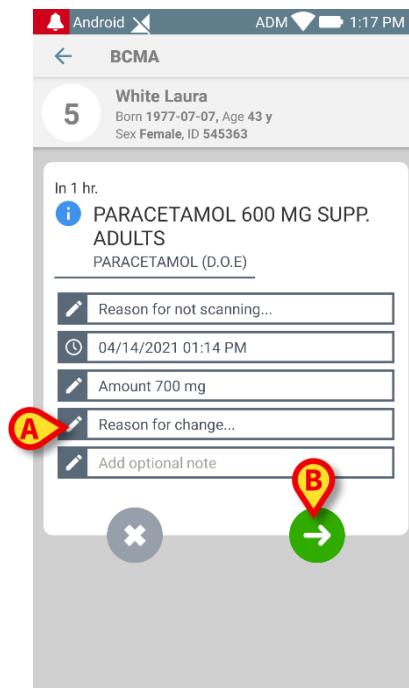 Android ADM 1:17 PM
BCMA
5
White Laura
Born 1977-07-07, Age 43 y
Sex Female, ID 545363
In 1 hr.
PARACETAMOL 600 MG SUPP.
ADULTS
PARACETAMOL (D.O.E)
Reason for not scanning...
04/14/2021 01:14 PM
Amount 700 mg
A
Reason for change...
Add optional note
B